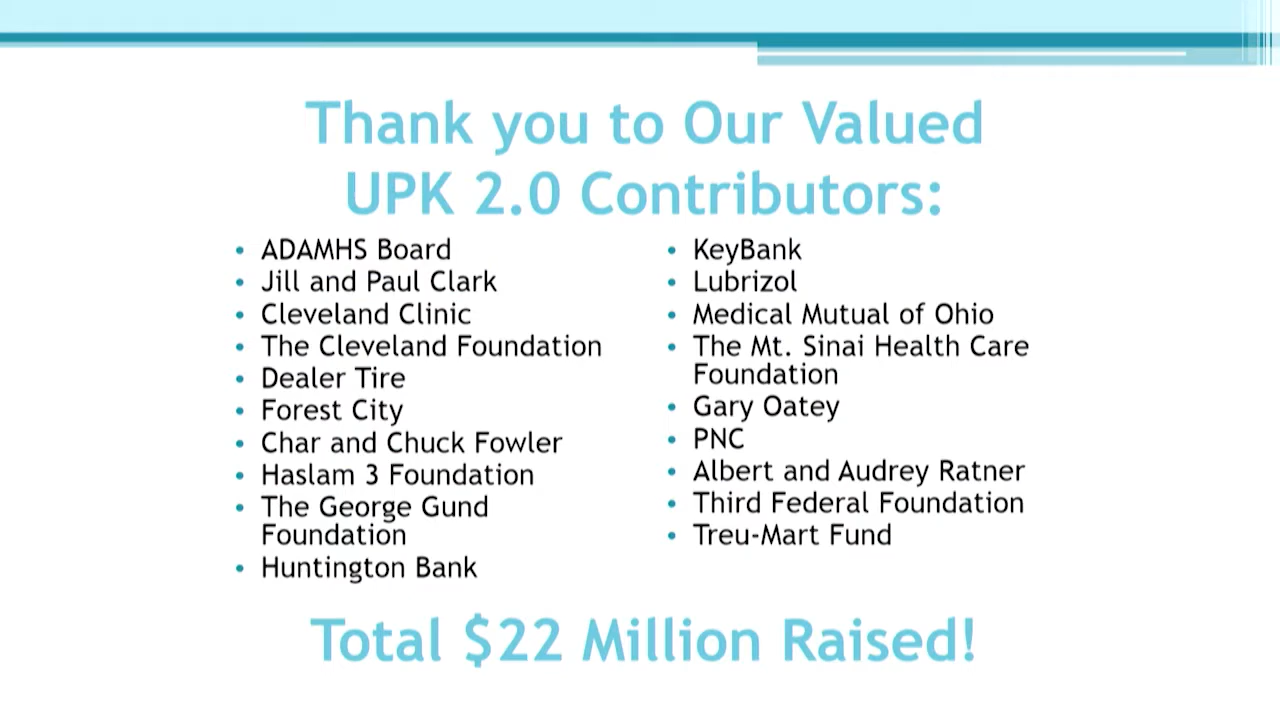 Thank you to Our Valued
UPK 2.0 Contributors:
• ADAMHS Board
• Jill and Paul Clark
• Cleveland Clinic
• The Cleveland Foundation
• Dealer Tire
• Forest City
• Char and Chuck Fowler
• Haslam 3 Foundation
• The George Gund
Foundation
• Huntington Bank
• KeyBank
• Lubrizol
• Medical Mutual of Ohio
• The Mt. Sinai Health Care
Foundation
• Gary Oatey
• PNC
• Albert and Audrey Ratner
• Third Federal Foundation
• Treu-Mart Fund
Total $22 Million Raised!